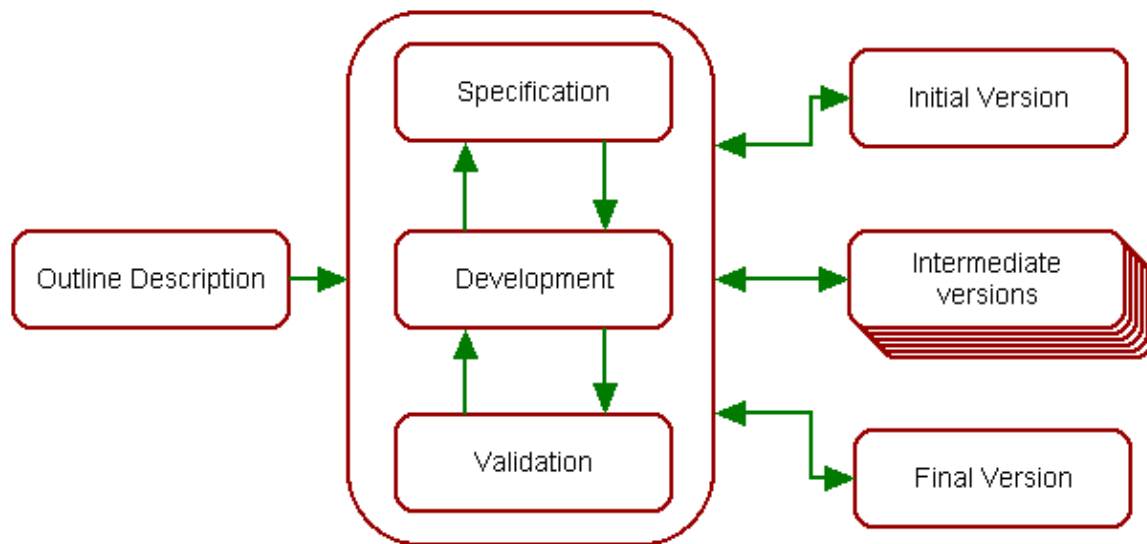 Specification
Initial Version
Outline Description
Development
Intermediate
versions
Validation
Final Version